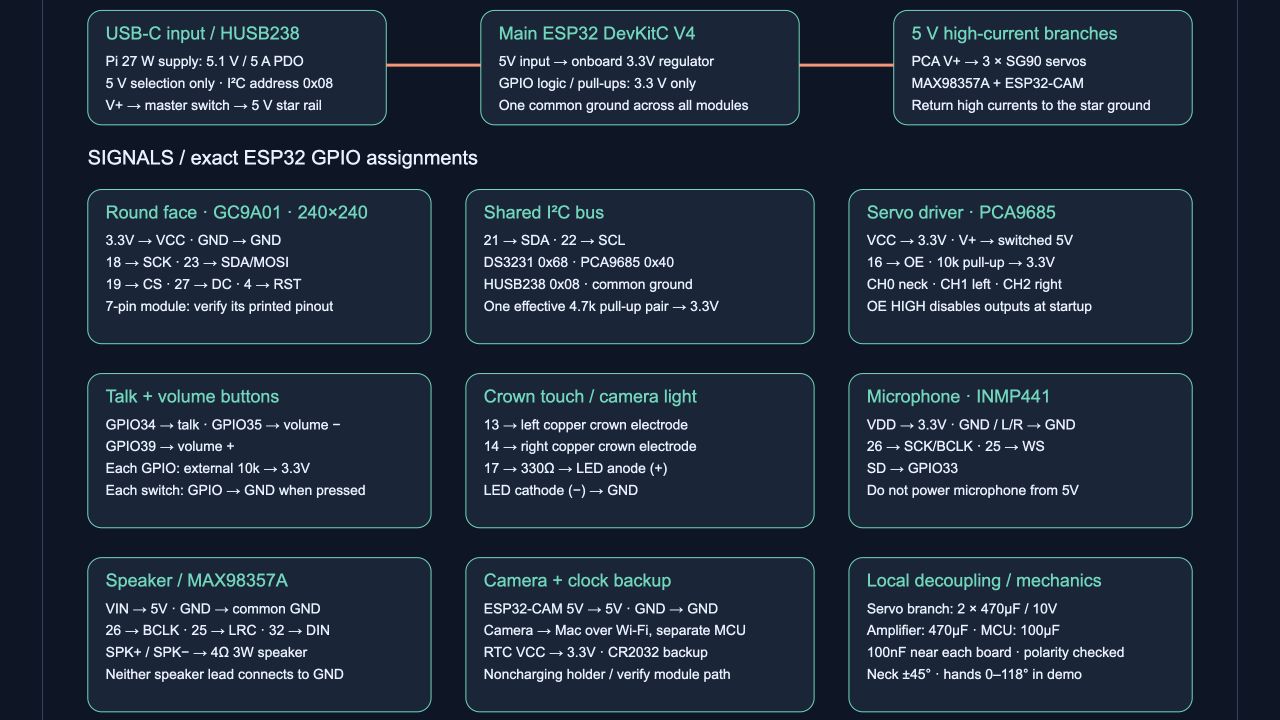 USB-C input / HUSB238
Pi 27 W supply: 5.1 V / 5 A PDO
5 V selection only · I²C address 0x08
V+ → master switch → 5 V star rail
Main ESP32 DevKitC V4
5V input → onboard 3.3V regulator
GPIO logic / pull-ups: 3.3 V only
One common ground across all modules
5 V high-current branches
PCA V+ → 3 × SG90 servos
MAX98357A + ESP32-CAM
Return high currents to the star ground
SIGNALS / exact ESP32 GPIO assignments
Round face · GC9A01 · 240×240
3.3V → VCC · GND → GND
18 → SCK · 23 → SDA/MOSI
19 → CS · 27 → DC · 4 → RST
7-pin module: verify its printed pinout
Shared I²C bus
21 → SDA · 22 → SCL
DS3231 0x68 · PCA9685 0x40
HUSB238 0x08 · common ground
One effective 4.7k pull-up pair → 3.3V
Servo driver · PCA9685
VCC → 3.3V · V+ → switched 5V
16 → OE · 10k pull-up → 3.3V
CH0 neck · CH1 left · CH2 right
OE HIGH disables outputs at startup
Talk + volume buttons
GPIO34 → talk · GPIO35 → volume −
GPIO39 → volume +
Each GPIO: external 10k → 3.3V
Each switch: GPIO → GND when pressed
Crown touch / camera light
13 → left copper crown electrode
14 → right copper crown electrode
17 → 330Ω → LED anode (+)
LED cathode (−) → GND
Microphone · INMP441
VDD → 3.3V · GND / L/R → GND
26 → SCK/BCLK · 25 → WS
SD → GPIO33
Do not power microphone from 5V
Speaker / MAX98357A
VIN → 5V · GND → common GND
26 → BCLK · 25 → LRC · 32 → DIN
SPK+ / SPK− → 4Ω 3W speaker
Neither speaker lead connects to GND
Camera + clock backup
ESP32-CAM 5V → 5V · GND → GND
Camera → Mac over Wi-Fi, separate MCU
RTC VCC → 3.3V · CR2032 backup
Noncharging holder / verify module path
Local decoupling / mechanics
Servo branch: 2 × 470µF / 10V
Amplifier: 470µF · MCU: 100µF
100nF near each board · polarity checked
Neck ±45° · hands 0–118° in demo